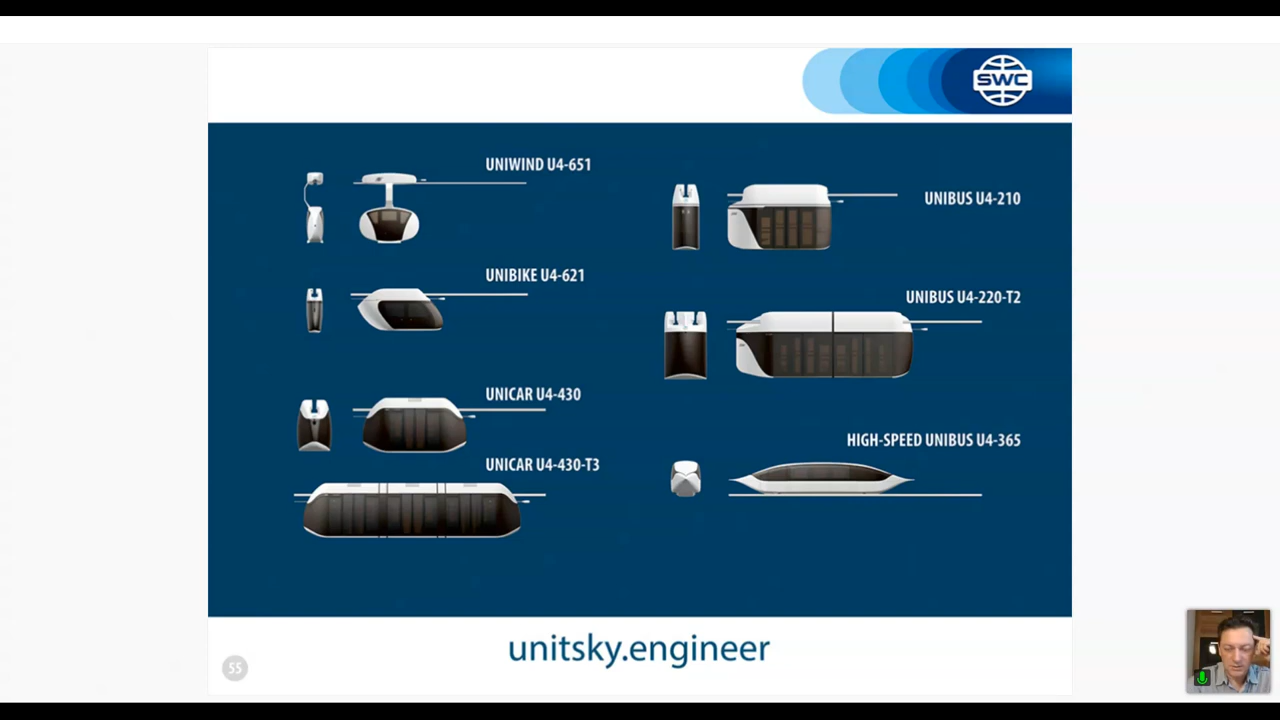 SWC
UNIWIND U4-651
UNIBIKE U4-621
UNICAR U4-430
UNICAR U4-430-T3
UNIBUS U4-210
UNIBUS U4-220-T2
HIGH-SPEED UNIBUS U4-365
unitsky.engineer
55